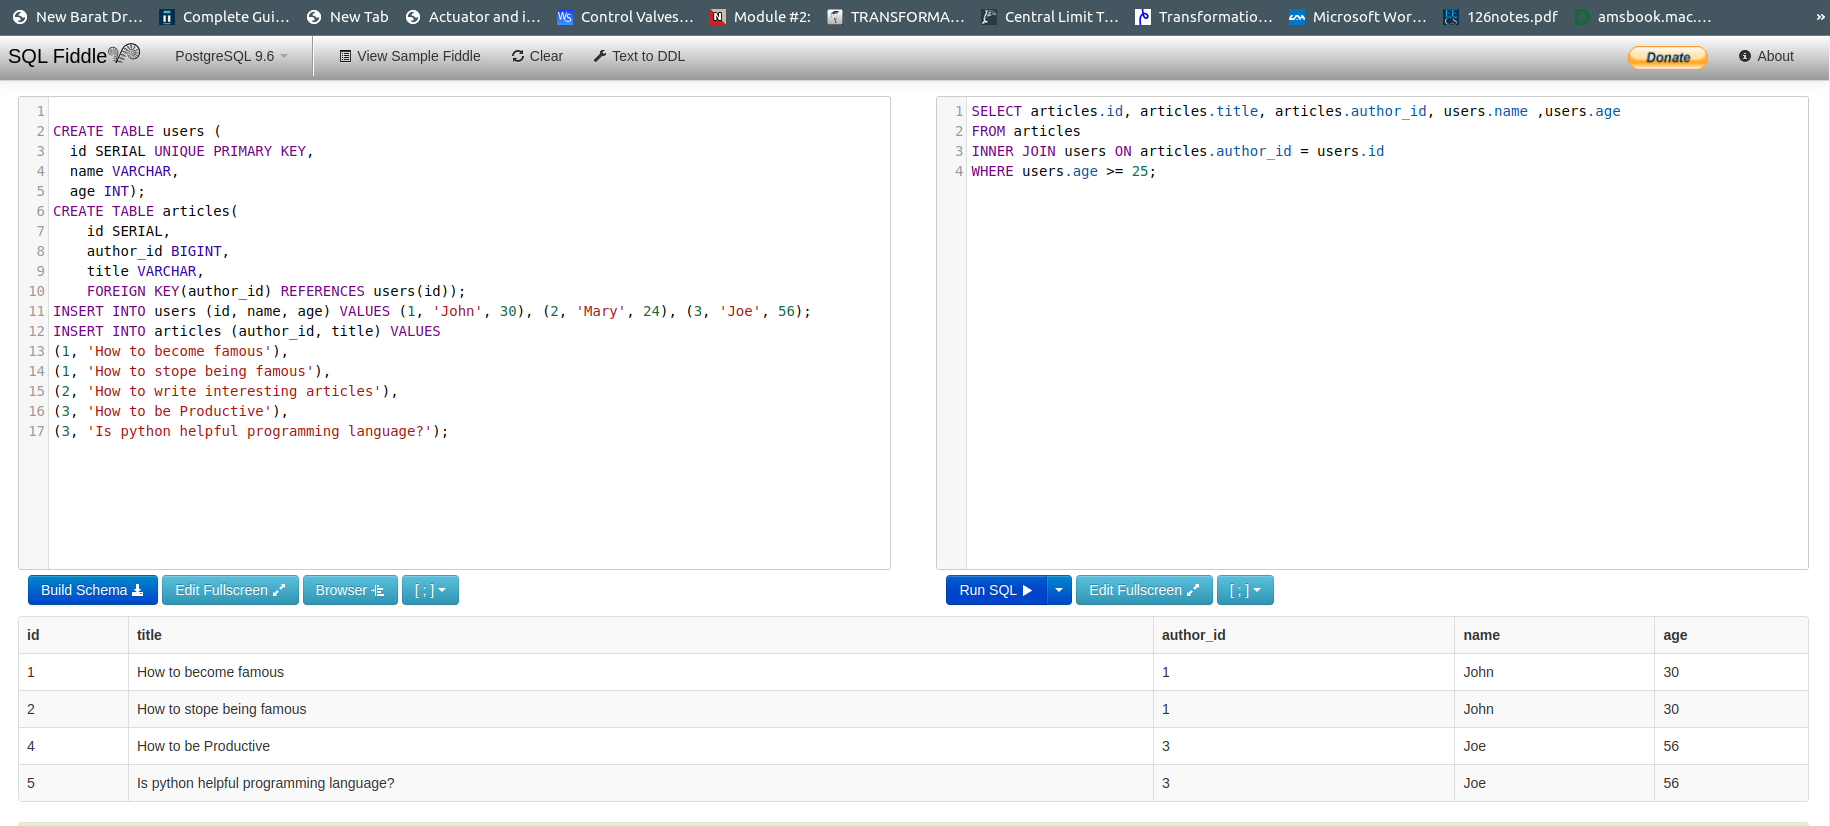 New Barat Dr... Complete Gui... New Tab Actuator and i... WS Control Valves... N Module #2: TRANSFORMA... Central Limit T... Transformatio... Microsoft Wor... 126notes.pdf amsbook.mac.... »
SQL Fiddle PostgreSQL 9.6 View Sample Fiddle Clear Text to DDL Donate About
1
2 CREATE TABLE users (
3 id SERIAL UNIQUE PRIMARY KEY,
4 name VARCHAR,
5 age INT);
6 CREATE TABLE articles(
7 id SERIAL,
8 author_id BIGINT,
9 title VARCHAR,
10 FOREIGN KEY(author_id) REFERENCES users(id));
11 INSERT INTO users (id, name, age) VALUES (1, 'John', 30), (2, 'Mary', 24), (3, 'Joe', 56);
12 INSERT INTO articles (author_id, title) VALUES
13 (1, 'How to become famous'),
14 (1, 'How to stope being famous'),
15 (2, 'How to write interesting articles'),
16 (3, 'How to be Productive'),
17 (3, 'Is python helpful programming language?');
1 SELECT articles.id, articles.title, articles.author_id, users.name ,users.age
2 FROM articles
3 INNER JOIN users ON articles.author_id = users.id
4 WHERE users.age >= 25;
Build Schema Edit Fullscreen Browser [ ; ]
Run SQL Edit Fullscreen [ ; ]
id title author_id name age
1 How to become famous 1 John 30
2 How to stope being famous 1 John 30
4 How to be Productive 3 Joe 56
5 Is python helpful programming language? 3 Joe 56